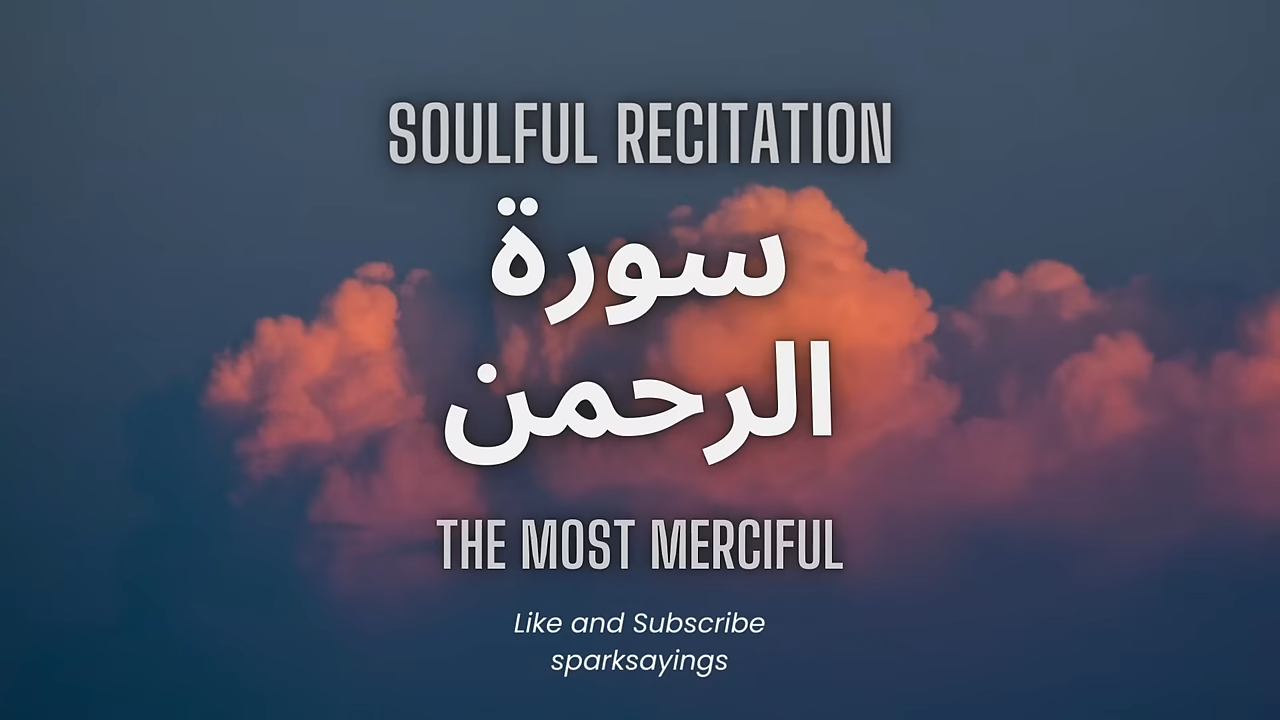 SOULFUL RECITATION
سورة
الرحمن
THE MOST MERCIFUL
Like and Subscribe
sparksayings